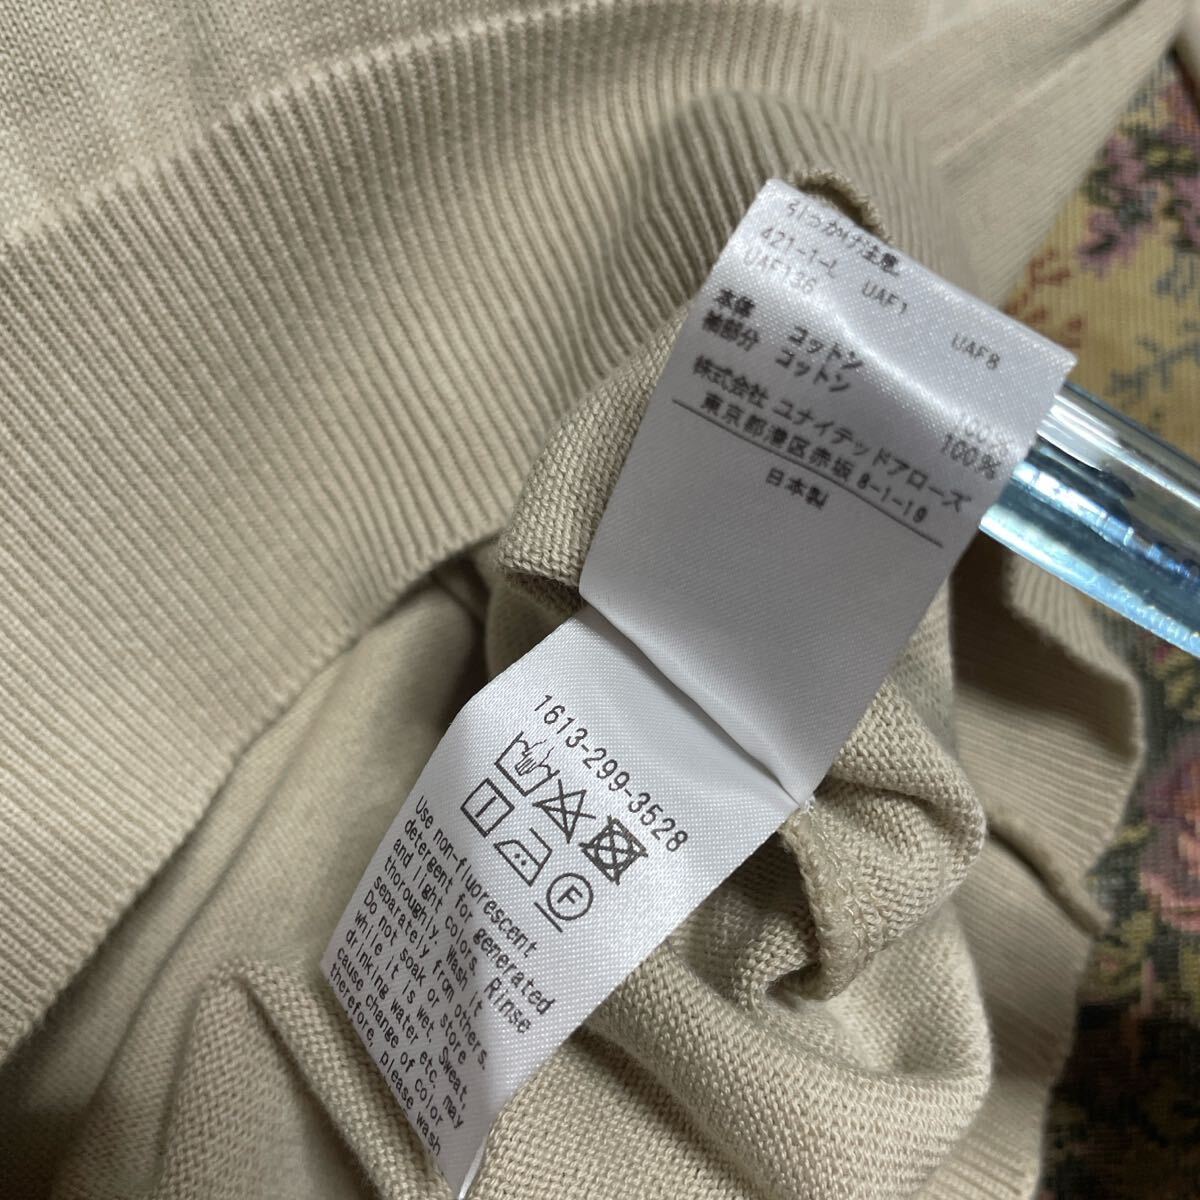 引っかけ注意。
421-1-L UAF1 UAF8
UAF136
本体 コットン 100%
袖部分 コットン 100%
株式会社 ユナイテッドアローズ
東京都港区赤坂 8-1-19
日本製
1613-299-3528
F
Use non-fluorescent
detergent for generated
and light colors. Rinse
thoroughly. Wash it
separately from others.
Do not soak or store
while it is wet. Sweat,
drinking water etc, may
cause change of color
therefore, please wash